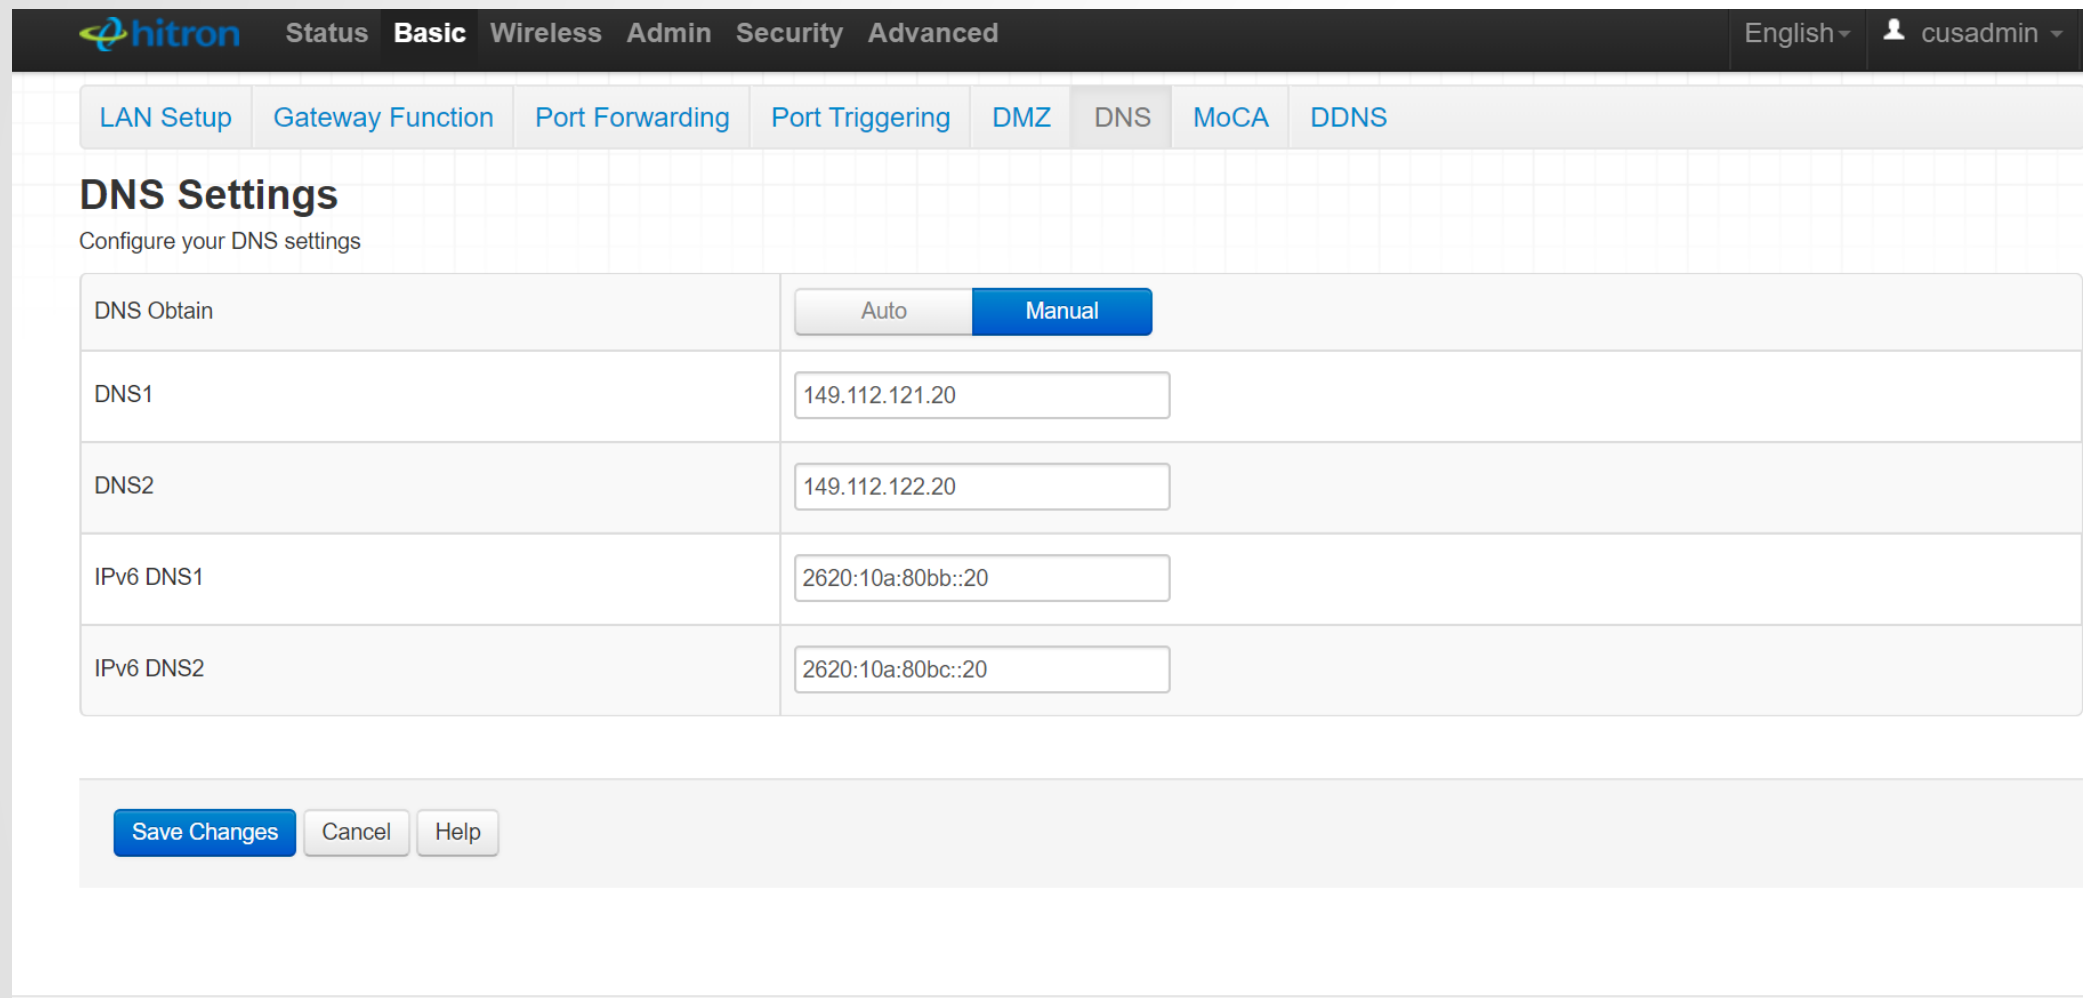 hitron Status Basic Wireless Admin Security Advanced English cusadmin
LAN Setup Gateway Function Port Forwarding Port Triggering DMZ DNS MoCA DDNS
DNS Settings
Configure your DNS settings
DNS Obtain Auto Manual
DNS1 149.112.121.20
DNS2 149.112.122.20
IPv6 DNS1 2620:10a:80bb::20
IPv6 DNS2 2620:10a:80bc::20
Save Changes Cancel Help